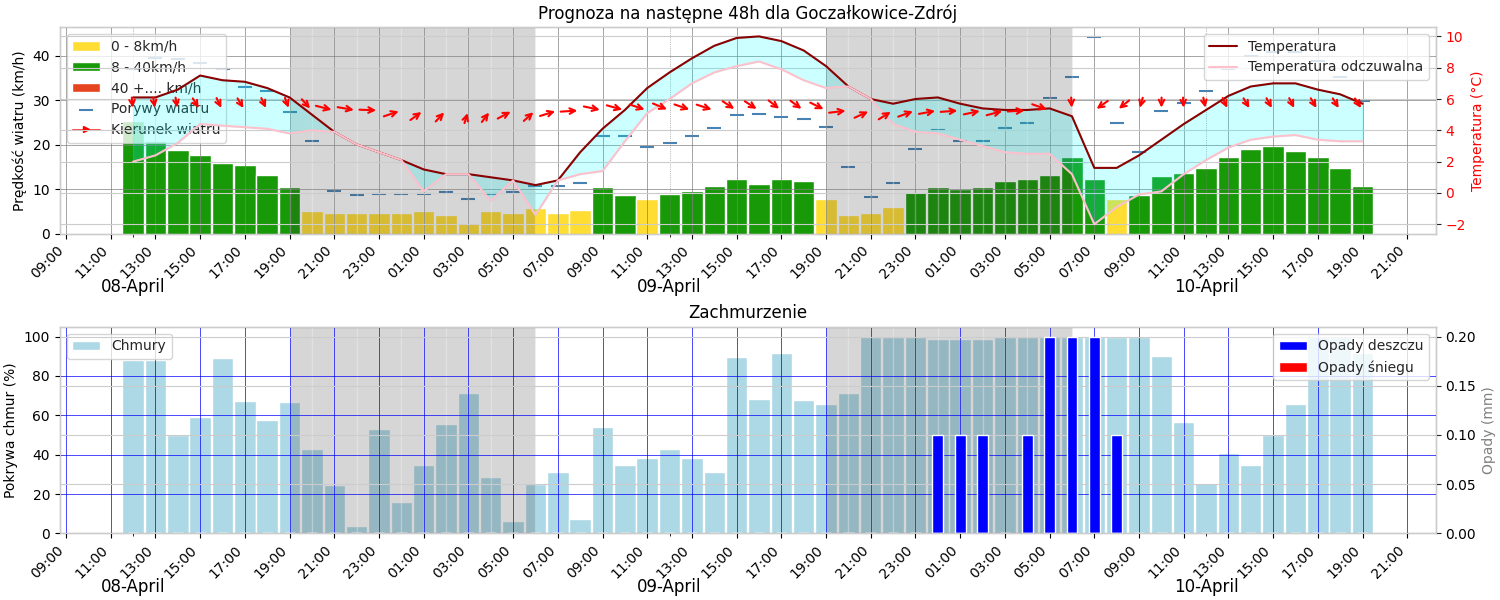 Prognoza na następne 48h dla Goczałkowice-Zdrój
Prędkość wiatru (km/h)
40
30
20
10
0
0 - 8km/h
8 - 40km/h
40 +.... km/h
Porywy wiatru
Kierunek wiatru
Temperatura
Temperatura odczuwalna
10
8
6
4
2
0
−2
Temperatura (°C)
09:00 11:00 13:00 15:00 17:00 19:00 21:00 23:00 01:00 03:00 05:00 07:00 09:00 11:00 13:00 15:00 17:00 19:00 21:00 23:00 01:00 03:00 05:00 07:00 09:00 11:00 13:00 15:00 17:00 19:00 21:00
08-April 09-April 10-April
Zachmurzenie
Pokrywa chmur (%)
100
80
60
40
20
0
Chmury
Opady deszczu
Opady śniegu
0.20
0.15
0.10
0.05
0.00
Opady (mm)
09:00 11:00 13:00 15:00 17:00 19:00 21:00 23:00 01:00 03:00 05:00 07:00 09:00 11:00 13:00 15:00 17:00 19:00 21:00 23:00 01:00 03:00 05:00 07:00 09:00 11:00 13:00 15:00 17:00 19:00 21:00
08-April 09-April 10-April